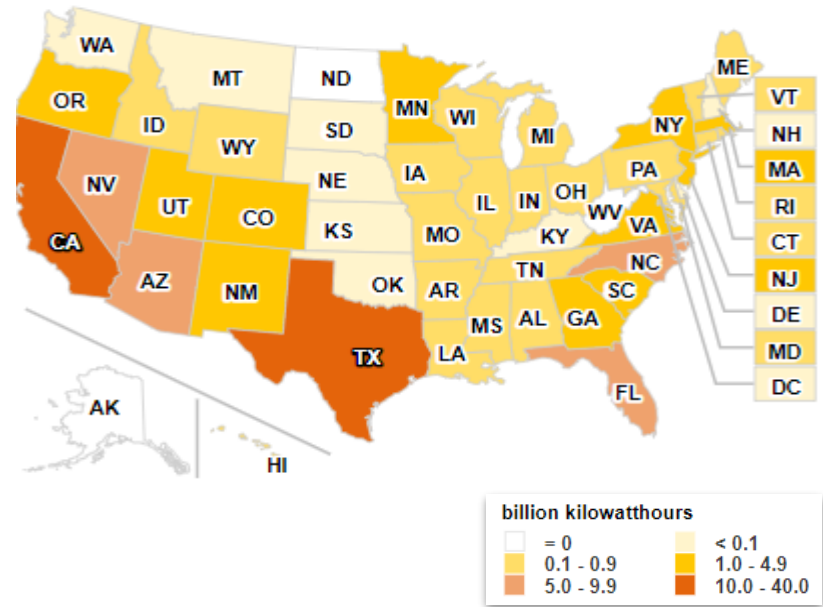 WA
MT
ND
OR
ID
SD
MN
WI
MI
NY
ME
VT
NH
MA
RI
CT
NJ
DE
MD
DC
WY
NE
IA
PA
NV
UT
CO
KS
MO
IL
IN
OH
WV
VA
CA
KY
NC
AZ
NM
OK
AR
TN
SC
MS
AL
GA
TX
LA
FL
AK
HI
billion kilowatthours
= 0
< 0.1
0.1 - 0.9
1.0 - 4.9
5.0 - 9.9
10.0 - 40.0